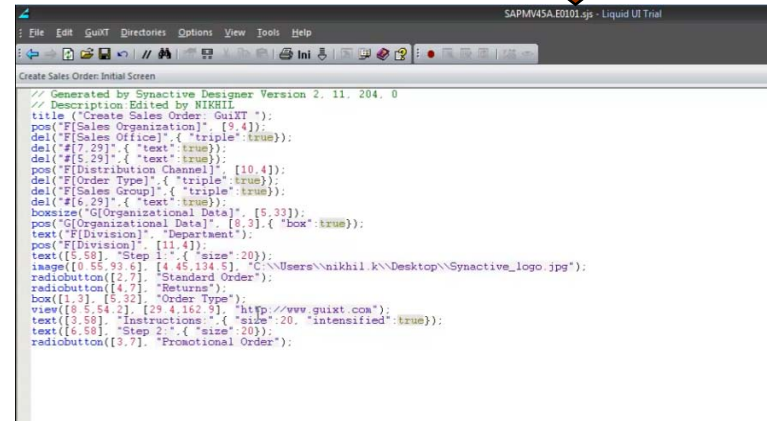 SAPMV45A.E0101.sjs - Liquid UI Trial
File Edit GuiXT Directories Options View Tools Help
Ini
Create Sales Order: Initial Screen
// Generated by Synactive Designer Version 2, 11, 204, 0
// Description:Edited by NIKHIL
title ("Create Sales Order: GuiXT ");
pos("F[Sales Organization]", [9,4]);
del("F[Sales Office]",{ "triple":true});
del("#[7,29]",{ "text":true});
del("#[5,29]",{ "text":true});
pos("F[Distribution Channel]", [10,4]);
del("F[Order Type]",{ "triple":true});
del("F[Sales Group]",{ "triple":true});
del("#[6,29]",{ "text":true});
boxsize("G[Organizational Data]", [5,33]);
pos("G[Organizational Data]", [8,3],{ "box":true});
text("F[Division]", "Department");
pos("F[Division]", [11,4]);
text([5,58], "Step 1:",{ "size":20});
image([0.55,93.6], [4.45,134.5], "C:\\Users\\nikhil.k\\Desktop\\Synactive_logo.jpg");
radiobutton([2,7], "Standard Order");
radiobutton([4,7], "Returns");
box([1,3], [5,32], "Order Type");
view([8.5,54.2], [29.4,162.9], "http://www.guixt.com");
text([3,58], "Instructions:",{ "size":20, "intensified":true});
text([6,58], "Step 2:",{ "size":20});
radiobutton([3,7], "Promotional Order");